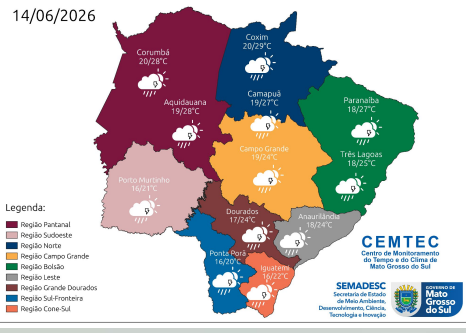 14/06/2026
Corumbá
20/28°C
Coxim
20/29°C
Aquidauana
19/28°C
Camapuã
19/27°C
Paranaíba
18/27°C
Campo Grande
19/24°C
Três Lagoas
18/25°C
Porto Murtinho
16/21°C
Dourados
17/24°C
Anaurilândia
18/24°C
Ponta Porã
16/20°C
Iguatemi
16/22°C
Legenda:
Região Pantanal
Região Sudoeste
Região Norte
Região Campo Grande
Região Bolsão
Região Leste
Região Grande Dourados
Região Sul-Fronteira
Região Cone-Sul
CEMTEC
Centro de Monitoramento
do Tempo e do Clima de
Mato Grosso do Sul
SEMADESC
Secretaria de Estado
de Meio Ambiente,
Desenvolvimento, Ciência,
Tecnologia e Inovação
GOVERNO DE
Mato
Grosso
do Sul